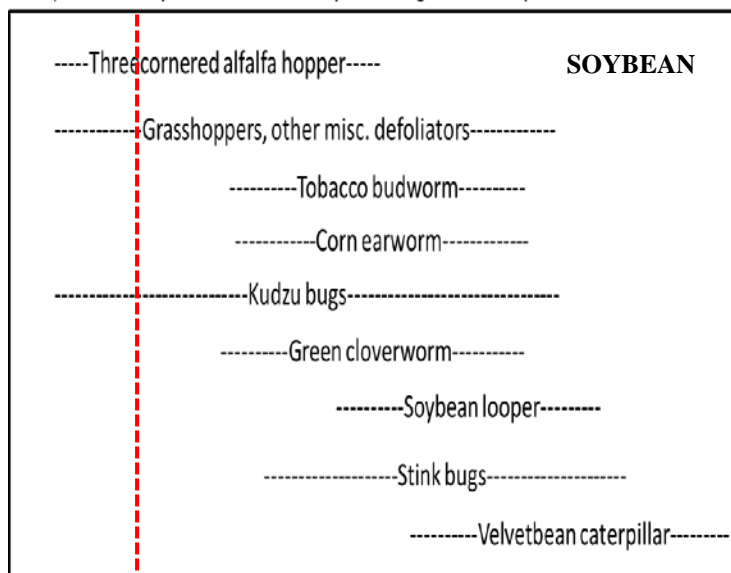 -----Threecornered alfalfa hopper----- SOYBEAN
-------------Grasshoppers, other misc. defoliators-------------
----------Tobacco budworm----------
------------Corn earworm-------------
-----------------------------Kudzu bugs--------------------------------
----------Green cloverworm-----------
----------Soybean looper---------
--------------------Stink bugs---------------------
----------Velvetbean caterpillar---------